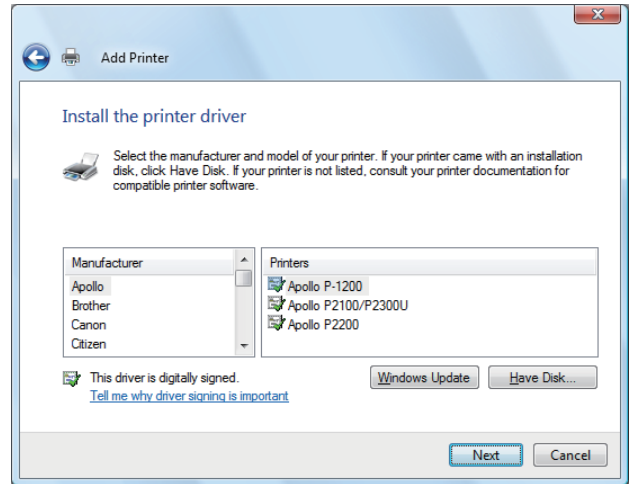 Add Printer
Install the printer driver
Select the manufacturer and model of your printer. If your printer came with an installation
disk, click Have Disk. If your printer is not listed, consult your printer documentation for
compatible printer software.
Manufacturer
Apollo
Brother
Canon
Citizen
Printers
Apollo P-1200
Apollo P2100/P2300U
Apollo P2200
This driver is digitally signed.
Tell me why driver signing is important
Windows Update
Have Disk...
Next
Cancel